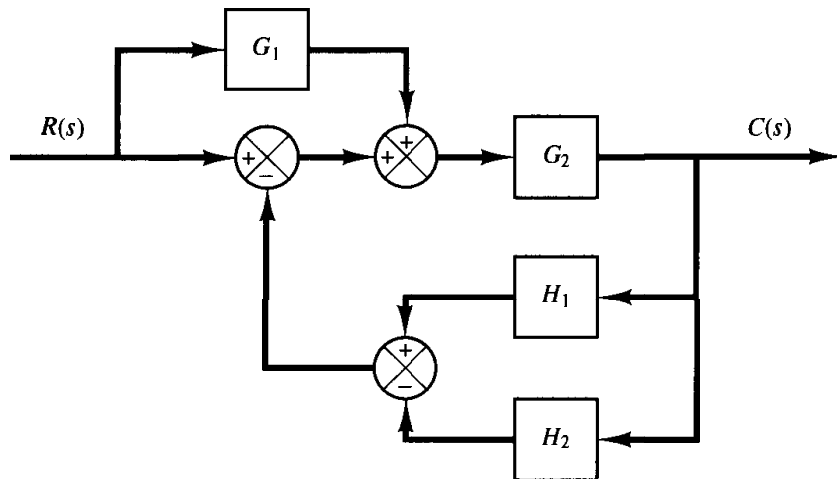 G₁
R(s)
C(s)
+
−
+
+
G₂
H₁
+
−
H₂